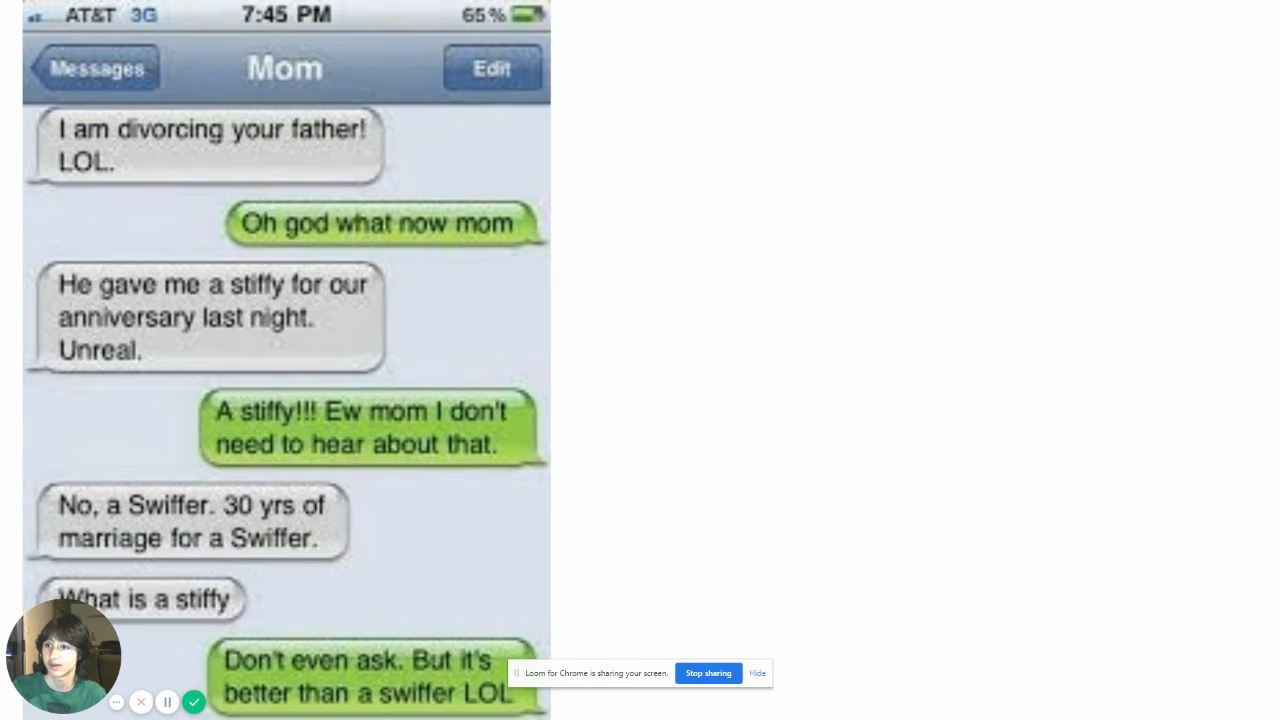 AT&T 3G 7:45 PM 65%
Messages Mom Edit
I am divorcing your father!
LOL.
Oh god what now mom
He gave me a stiffy for our
anniversary last night.
Unreal.
A stiffy!!! Ew mom I don't
need to hear about that.
No, a Swiffer. 30 yrs of
marriage for a Swiffer.
What is a stiffy
Don't even ask. But it's
better than a swiffer LOL
Loom for Chrome is sharing your screen. Stop sharing Hide